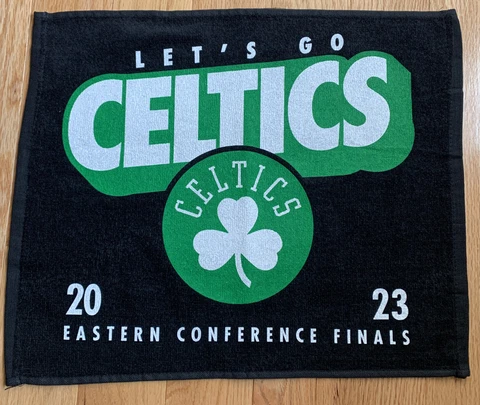 LET'S GO
CELTICS
CELTICS
20 23
EASTERN CONFERENCE FINALS